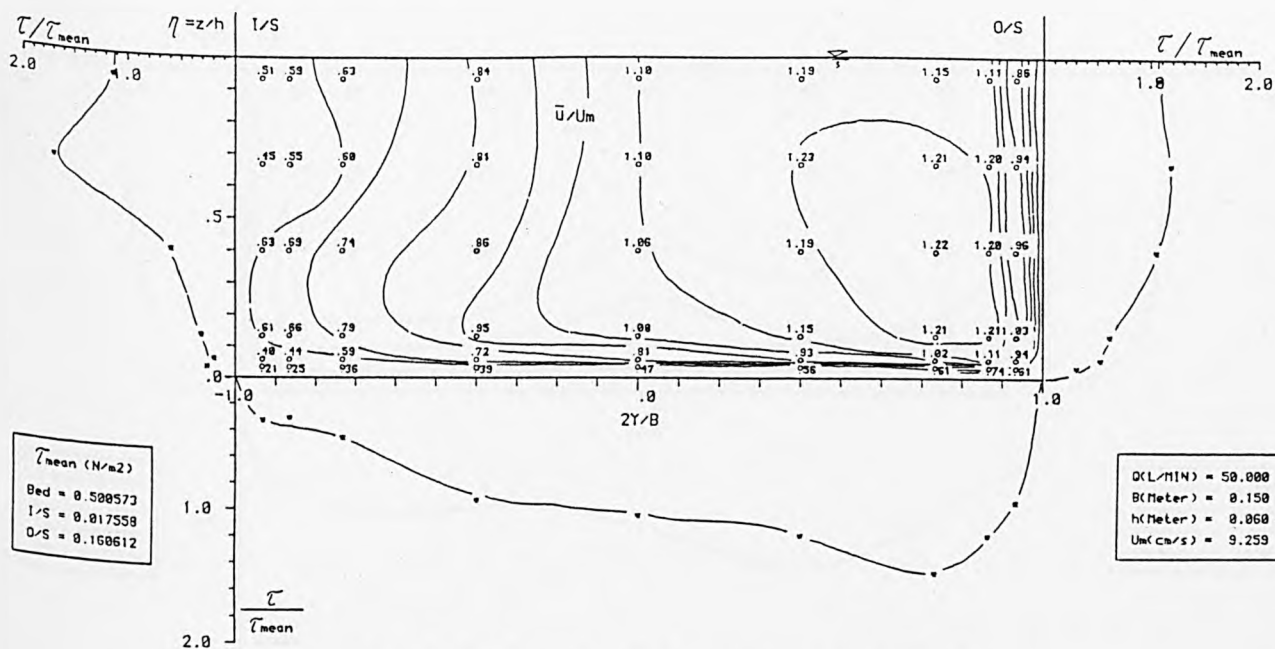 τ/τmean η =z/h I/S O/S τ/τmean
2.0 1.0 1.0 2.0
.51 .59 .63 .84 1.10 1.19 1.15 1.11 .86
ū/Um
.45 .55 .60 .81 1.10 1.23 1.21 1.20 .94
.5
.63 .69 .74 .86 1.06 1.19 1.22 1.20 .96
.61 .66 .79 .95 1.08 1.15 1.21 1.21 1.03
.40 .44 .59 .72 .81 .93 1.02 1.11 .94
.0 21 25 36 39 47 56 61 74 61
-1.0 .0 1.0
2Y/B
τmean (N/m2)
Bed = 0.500573
I/S = 0.017558
O/S = 0.160612
1.0
Q(L/MIN) = 50.000
B(Meter) = 0.150
h(Meter) = 0.060
Um(cm/s) = 9.259
τ
τmean
2.0